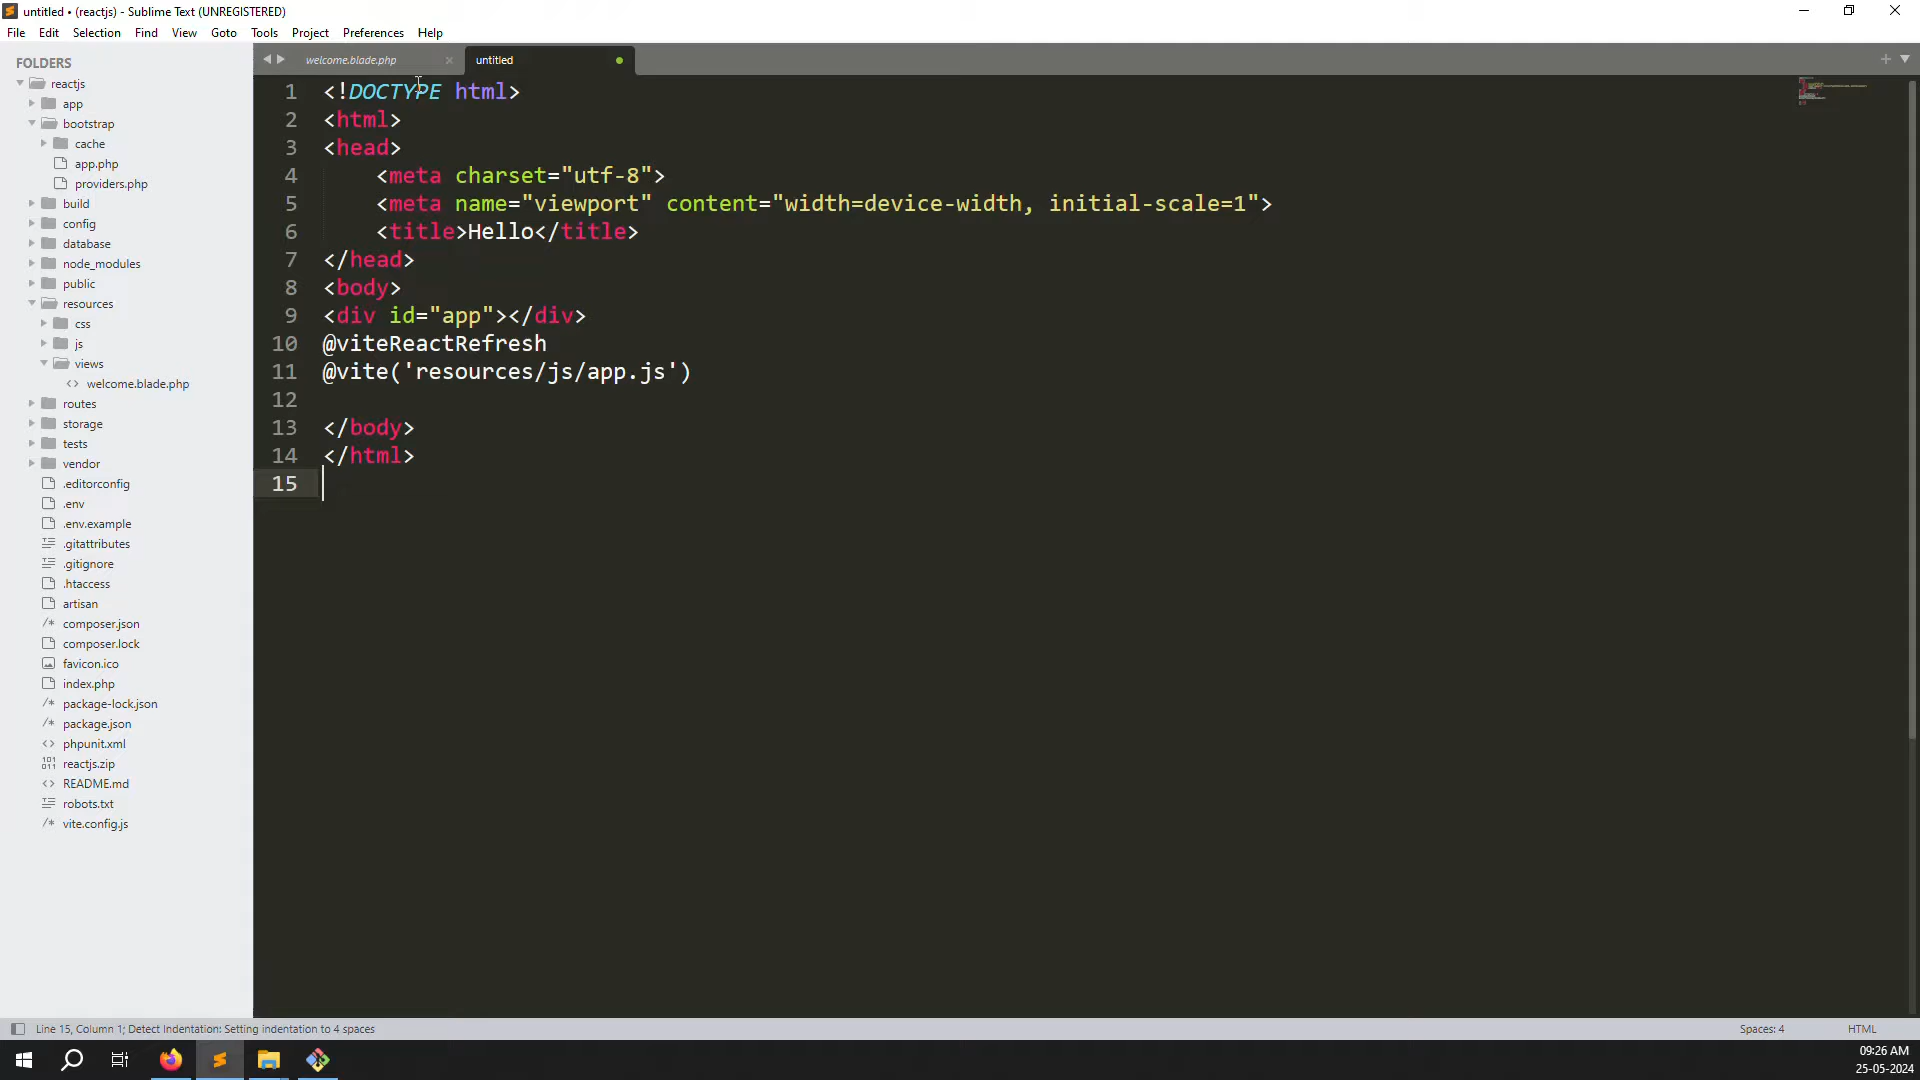 untitled • (reactjs) - Sublime Text (UNREGISTERED)
File Edit Selection Find View Goto Tools Project Preferences Help
FOLDERS
reactjs
app
bootstrap
cache
app.php
providers.php
build
config
database
node_modules
public
resources
css
js
views
welcome.blade.php
routes
storage
tests
vendor
.editorconfig
.env
.env.example
.gitattributes
.gitignore
.htaccess
artisan
composer.json
composer.lock
favicon.ico
index.php
package-lock.json
package.json
phpunit.xml
reactjs.zip
README.md
robots.txt
vite.config.js
welcome.blade.php
untitled
1 <!DOCTYPE html>
2 <html>
3 <head>
4     <meta charset="utf-8">
5     <meta name="viewport" content="width=device-width, initial-scale=1">
6     <title>Hello</title>
7 </head>
8 <body>
9 <div id="app"></div>
10 @viteReactRefresh
11 @vite('resources/js/app.js')
12
13 </body>
14 </html>
15
Line 15, Column 1; Detect Indentation: Setting indentation to 4 spaces
Spaces: 4
HTML
09:26 AM
25-05-2024